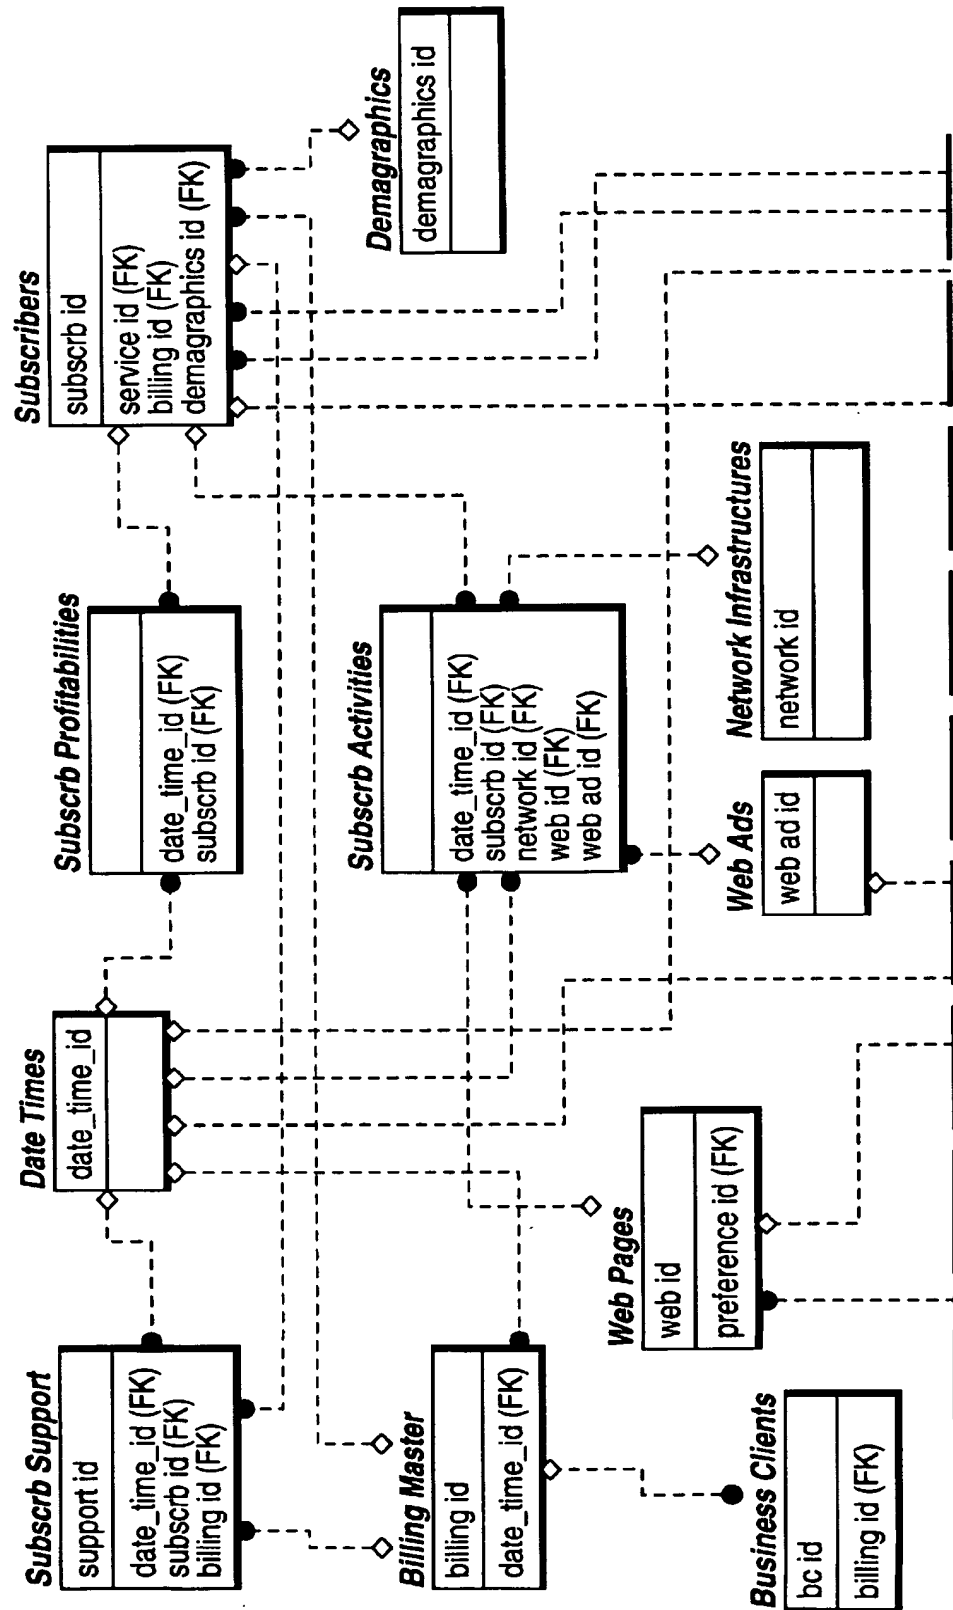 Subscrb Support
support id
date_time_id (FK)
subscrb id (FK)
billing id (FK)
Date Times
date_time_id
Subscrb Profitabilities
date_time_id (FK)
subscrb id (FK)
Subscribers
subscrb id
service id (FK)
billing id (FK)
demagraphics id (FK)
Billing Master
billing id
date_time_id (FK)
Subscrb Activities
date_time_id (FK)
subscrb id (FK)
network id (FK)
web id (FK)
web ad id (FK)
Demagraphics
demagraphics id
Web Pages
web id
preference id (FK)
Business Clients
bc id
billing id (FK)
Web Ads
web ad id
Network Infrastructures
network id